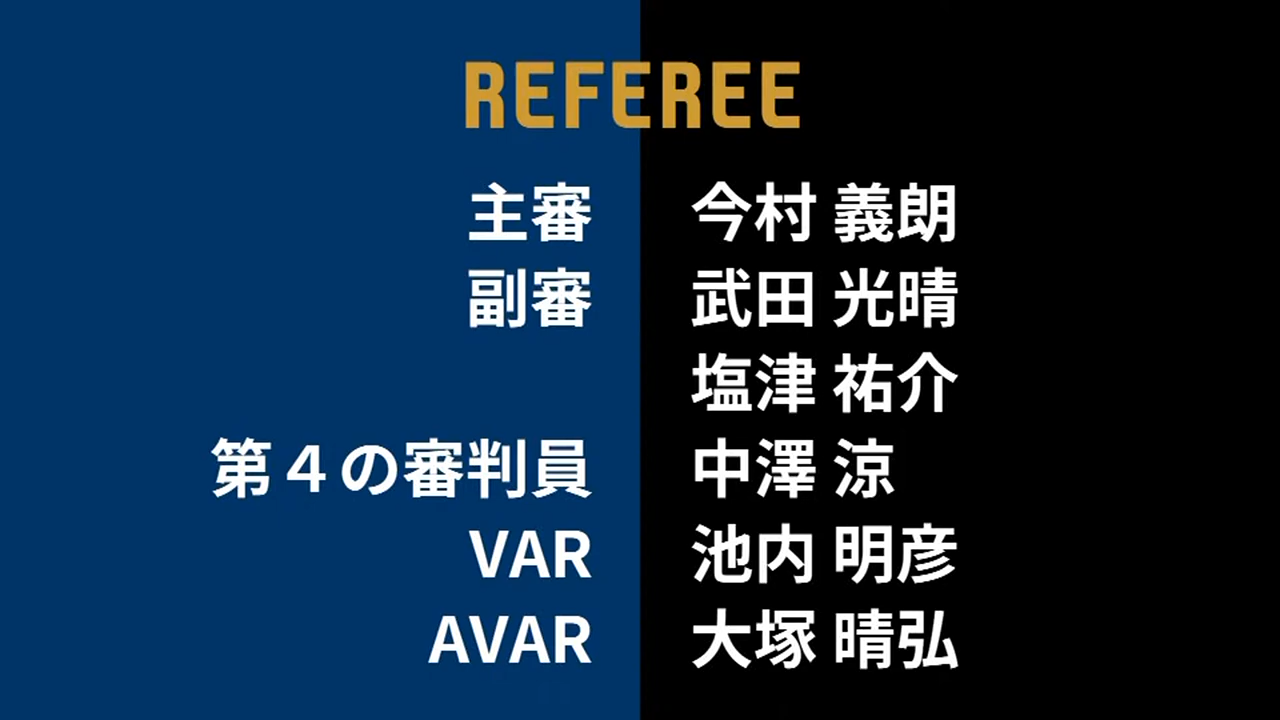 REFEREE
主審 今村 義朗
副審 武田 光晴
塩津 祐介
第４の審判員 中澤 涼
VAR 池内 明彦
AVAR 大塚 晴弘